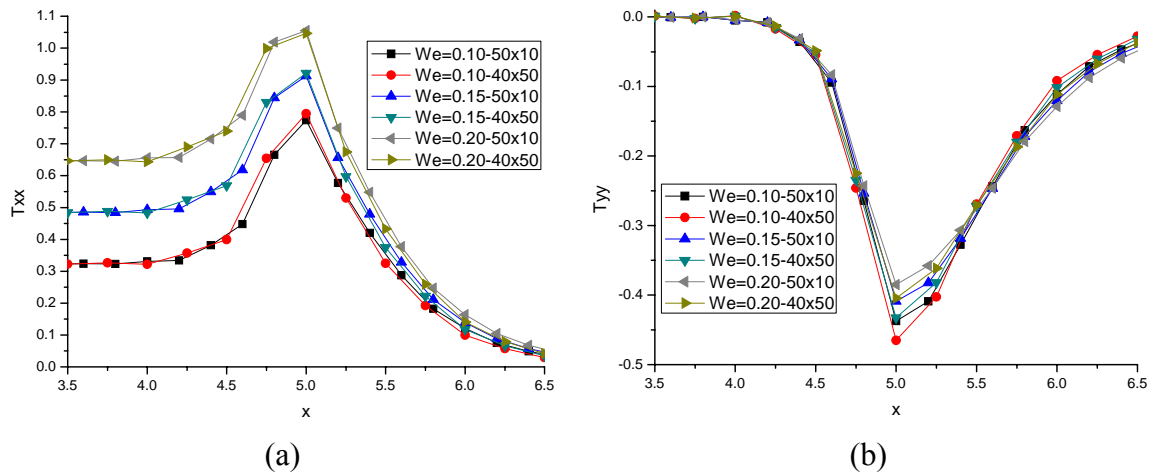 1.1
1.0
0.9
0.8
0.7
0.6
0.5
0.4
0.3
0.2
0.1
0.0
Txx
3.5 4.0 4.5 5.0 5.5 6.0 6.5
x
We=0.10-50x10
We=0.10-40x50
We=0.15-50x10
We=0.15-40x50
We=0.20-50x10
We=0.20-40x50
(a)
0.0
-0.1
-0.2
-0.3
-0.4
-0.5
Tyy
3.5 4.0 4.5 5.0 5.5 6.0 6.5
x
We=0.10-50x10
We=0.10-40x50
We=0.15-50x10
We=0.15-40x50
We=0.20-50x10
We=0.20-40x50
(b)